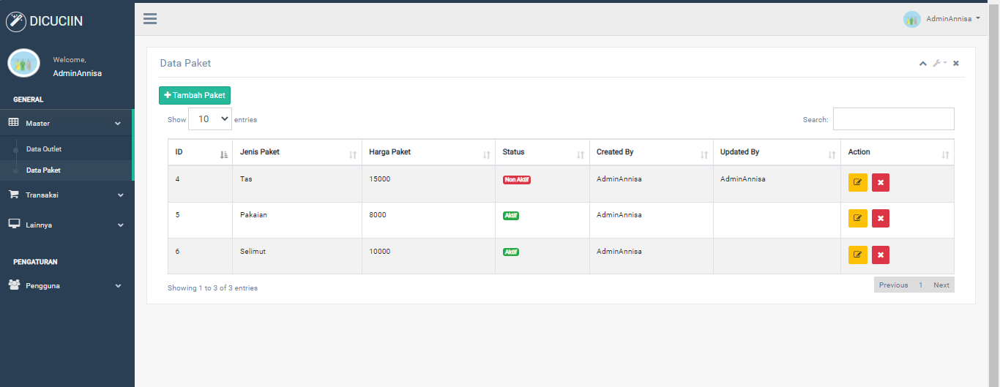 DICUCIIN
AdminAnnisa
Welcome,
AdminAnnisa
GENERAL
Master
Data Outlet
Data Paket
Transaksi
Lainnya
PENGATURAN
Pengguna
Data Paket
Tambah Paket
Show 10 entries Search:
ID Jenis Paket Harga Paket Status Created By Updated By Action
4 Tas 15000 Non Aktif AdminAnnisa AdminAnnisa
5 Pakaian 8000 Aktif AdminAnnisa
6 Selimut 10000 Aktif AdminAnnisa
Showing 1 to 3 of 3 entries Previous 1 Next